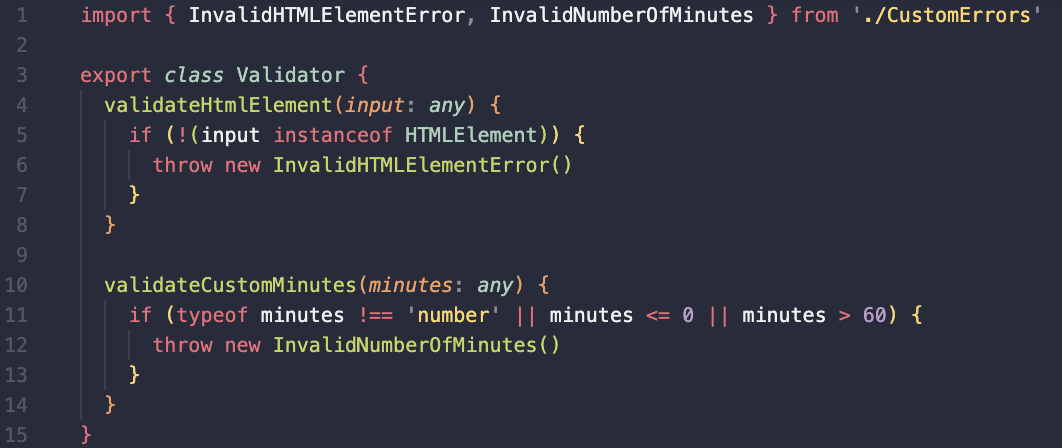 1 import { InvalidHTMLElementError, InvalidNumberOfMinutes } from './CustomErrors'
2
3 export class Validator {
4   validateHtmlElement(input: any) {
5     if (!(input instanceof HTMLElement)) {
6       throw new InvalidHTMLElementError()
7     }
8   }
9
10   validateCustomMinutes(minutes: any) {
11     if (typeof minutes !== 'number' || minutes <= 0 || minutes > 60) {
12       throw new InvalidNumberOfMinutes()
13     }
14   }
15 }